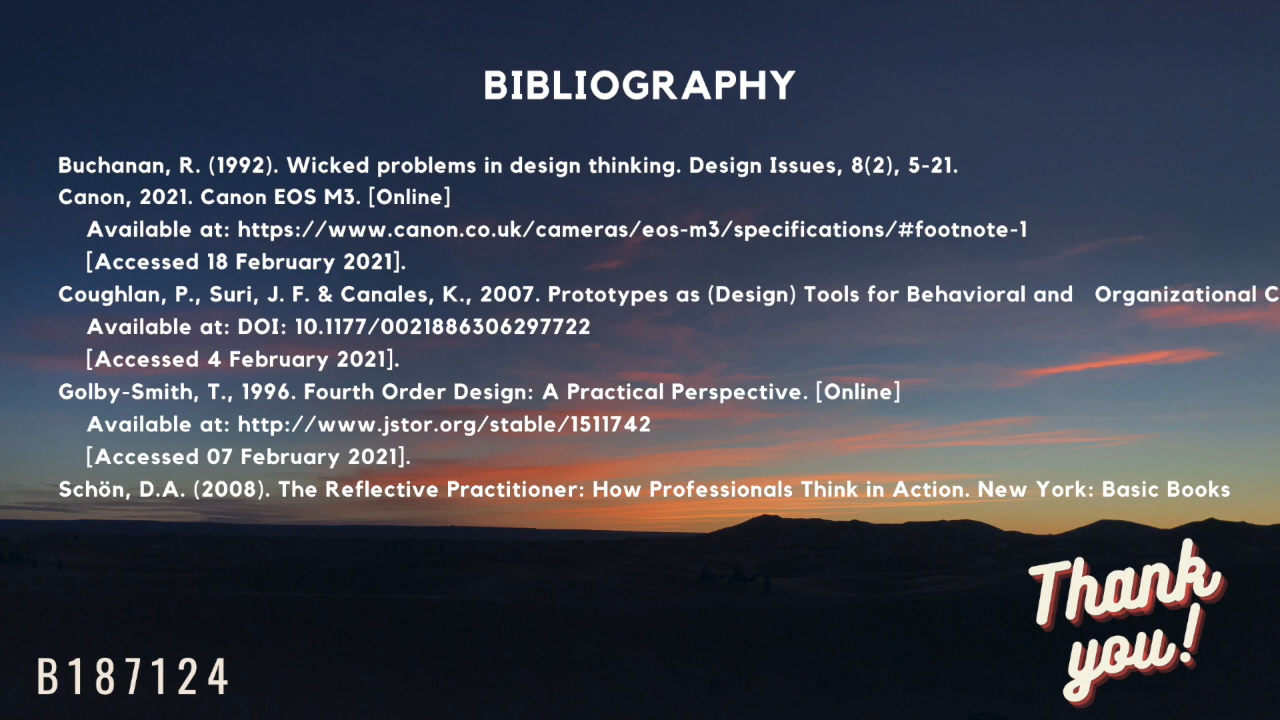 BIBLIOGRAPHY
Buchanan, R. (1992). Wicked problems in design thinking. Design Issues, 8(2), 5-21.
Canon, 2021. Canon EOS M3. [Online]
Available at: https://www.canon.co.uk/cameras/eos-m3/specifications/#footnote-1
[Accessed 18 February 2021].
Coughlan, P., Suri, J. F. & Canales, K., 2007. Prototypes as (Design) Tools for Behavioral and Organizational
Available at: DOI: 10.1177/0021886306297722
[Accessed 4 February 2021].
Golby-Smith, T., 1996. Fourth Order Design: A Practical Perspective. [Online]
Available at: http://www.jstor.org/stable/1511742
[Accessed 07 February 2021].
Schön, D.A. (2008). The Reflective Practitioner: How Professionals Think in Action. New York: Basic Books
Thank
you!
B187124